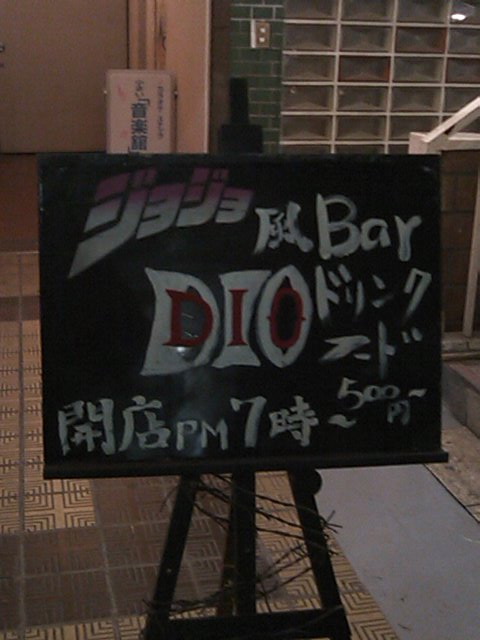 「音楽館」
ジョジョ風Bar
DIO
ドリンク
フード
500円~
開店PM7時~